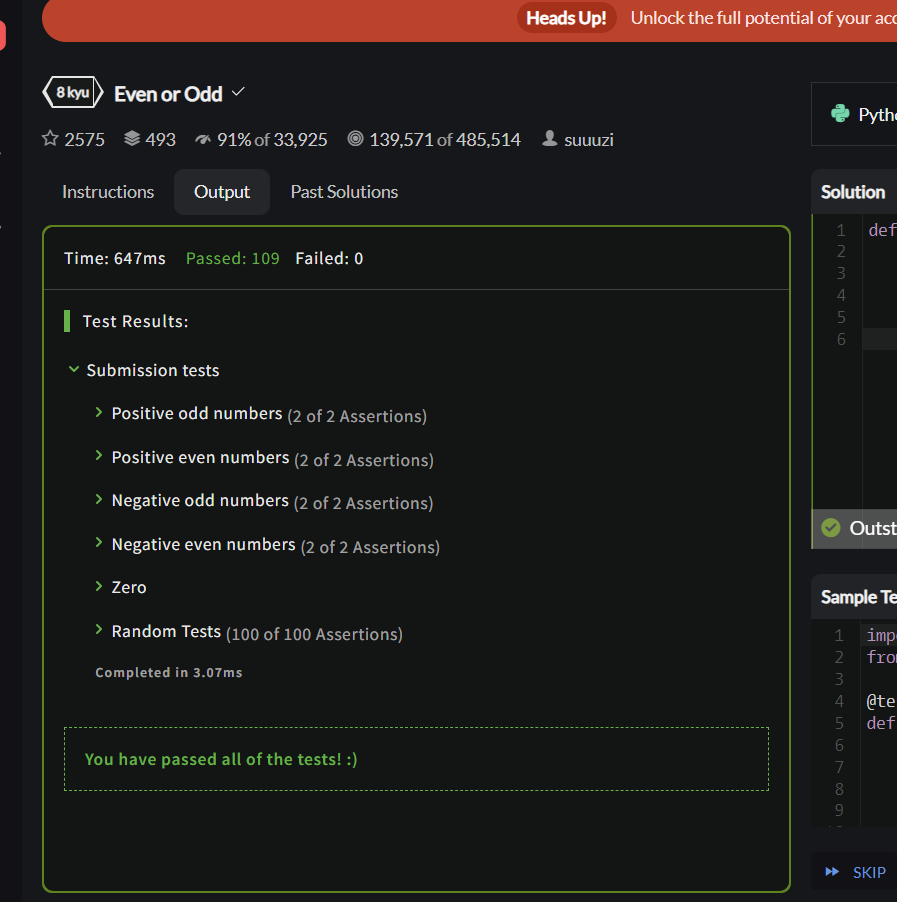 Heads Up! Unlock the full potential of your
8 kyu Even or Odd
2575 493 91% of 33,925 139,571 of 485,514 suuuzi
Instructions Output Past Solutions
Time: 647ms Passed: 109 Failed: 0
Test Results:
Submission tests
Positive odd numbers (2 of 2 Assertions)
Positive even numbers (2 of 2 Assertions)
Negative odd numbers (2 of 2 Assertions)
Negative even numbers (2 of 2 Assertions)
Zero
Random Tests (100 of 100 Assertions)
Completed in 3.07ms
You have passed all of the tests! :)
Pytho
Solution
1 def
2
3
4
5
6
Outst
Sample Te
1 imp
2 fro
3
4 @te
5 def
6
7
8
9
SKIP